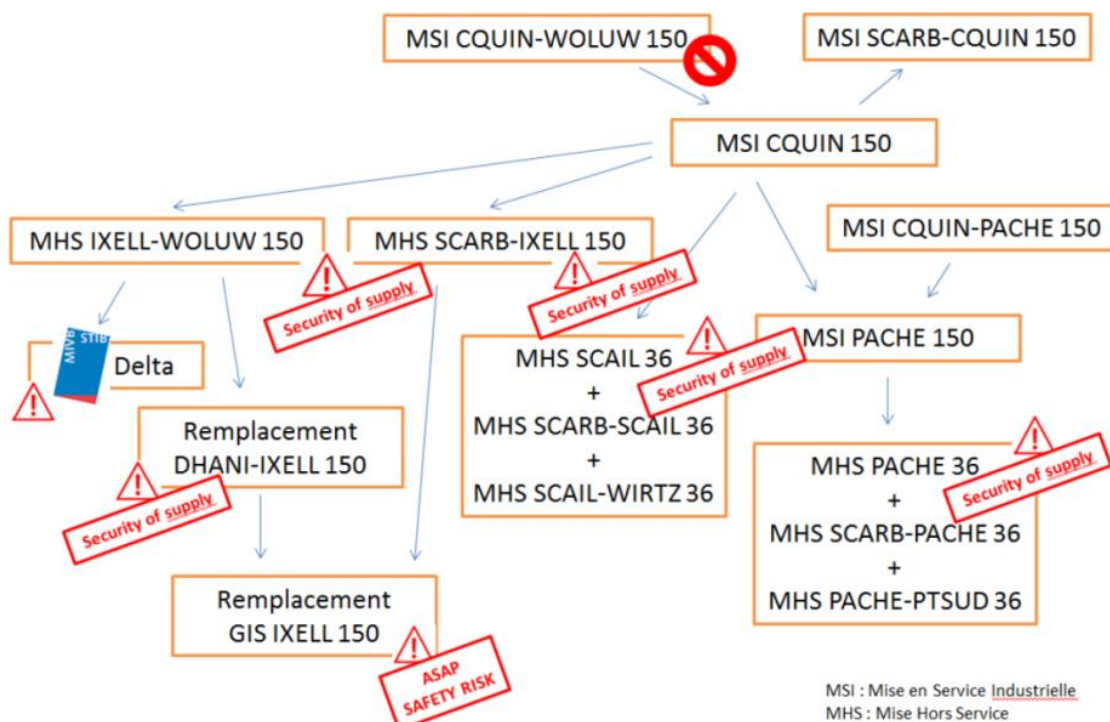 MSI CQUIN-WOLUW 150
MSI SCARB-CQUIN 150
MSI CQUIN 150
MHS IXELL-WOLUW 150
MHS SCARB-IXELL 150
MSI CQUIN-PACHE 150
Security of supply
Security of supply
MIVB
STIB
Delta
MHS SCAIL 36
+
MHS SCARB-SCAIL 36
+
MHS SCAIL-WIRTZ 36
Security of supply
MSI PACHE 150
Remplacement
DHANI-IXELL 150
Security of supply
MHS PACHE 36
+
MHS SCARB-PACHE 36
+
MHS PACHE-PTSUD 36
Security of supply
Remplacement
GIS IXELL 150
ASAP
SAFETY RISK
MSI : Mise en Service Industrielle
MHS : Mise Hors Service